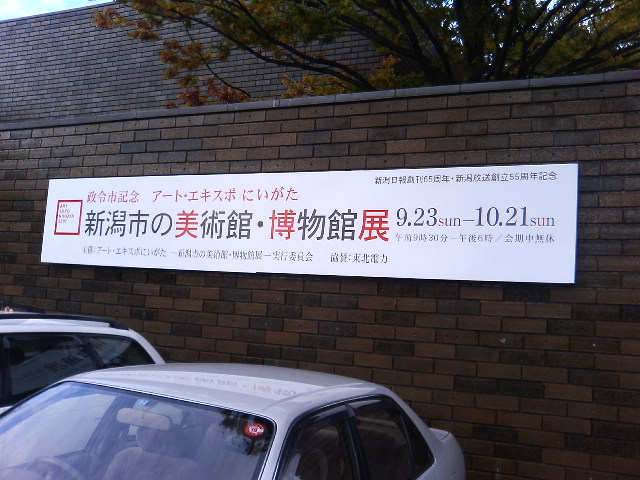 新潟日報創刊65周年・新潟放送創立55周年記念
政令市記念 アート・エキスポ にいがた
新潟市の美術館・博物館展 9.23sun－10.21sun
午前9時30分－午後6時／会期中無休
主催：アート・エキスポにいがた ―新潟市の美術館・博物館展― 実行委員会 協賛：東北電力
ART
EXPO
NIIGATA
2007